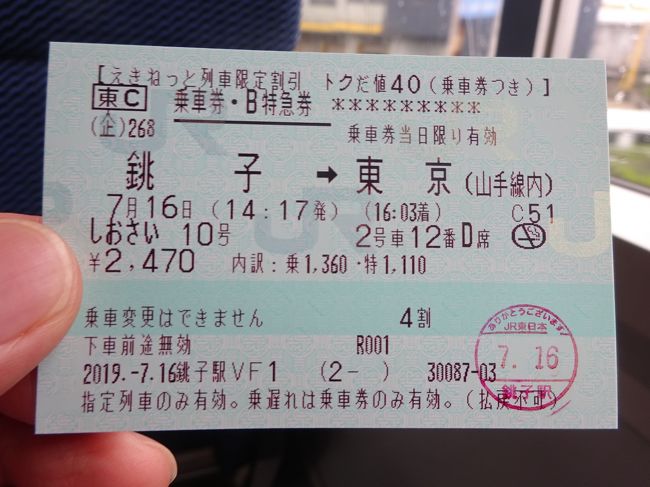 [えきねっと列車限定割引 トクだ値40(乗車券つき)]
東C 乗車券・B特急券 **********
(企)268 乗車券当日限り有効
銚子 → 東京(山手線内)
7月16日(14:17発)(16:03着) C51
しおさい 10号 2号車12番D席
¥2,470 内訳:乗1,360・特1,110
乗車変更はできません 4割
下車前途無効 R001
2019.-7.16銚子駅VF1 (2- ) 30087-03
指定列車のみ有効。乗遅れは乗車券のみ有効。(払戻不可)
ありがとうございます!
JR東日本
7.16
銚子駅